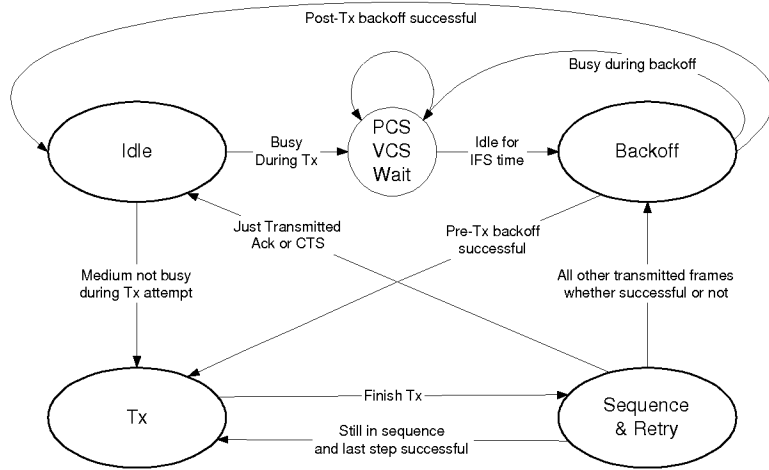 Post-Tx backoff successful
Busy during backoff
Idle
Busy
During Tx
PCS
VCS
Wait
Idle for
IFS time
Backoff
Just Transmitted
Ack or CTS
Pre-Tx backoff
successful
Medium not busy
during Tx attempt
All other transmitted frames
whether successful or not
Tx
Finish Tx
Sequence
& Retry
Still in sequence
and last step successful